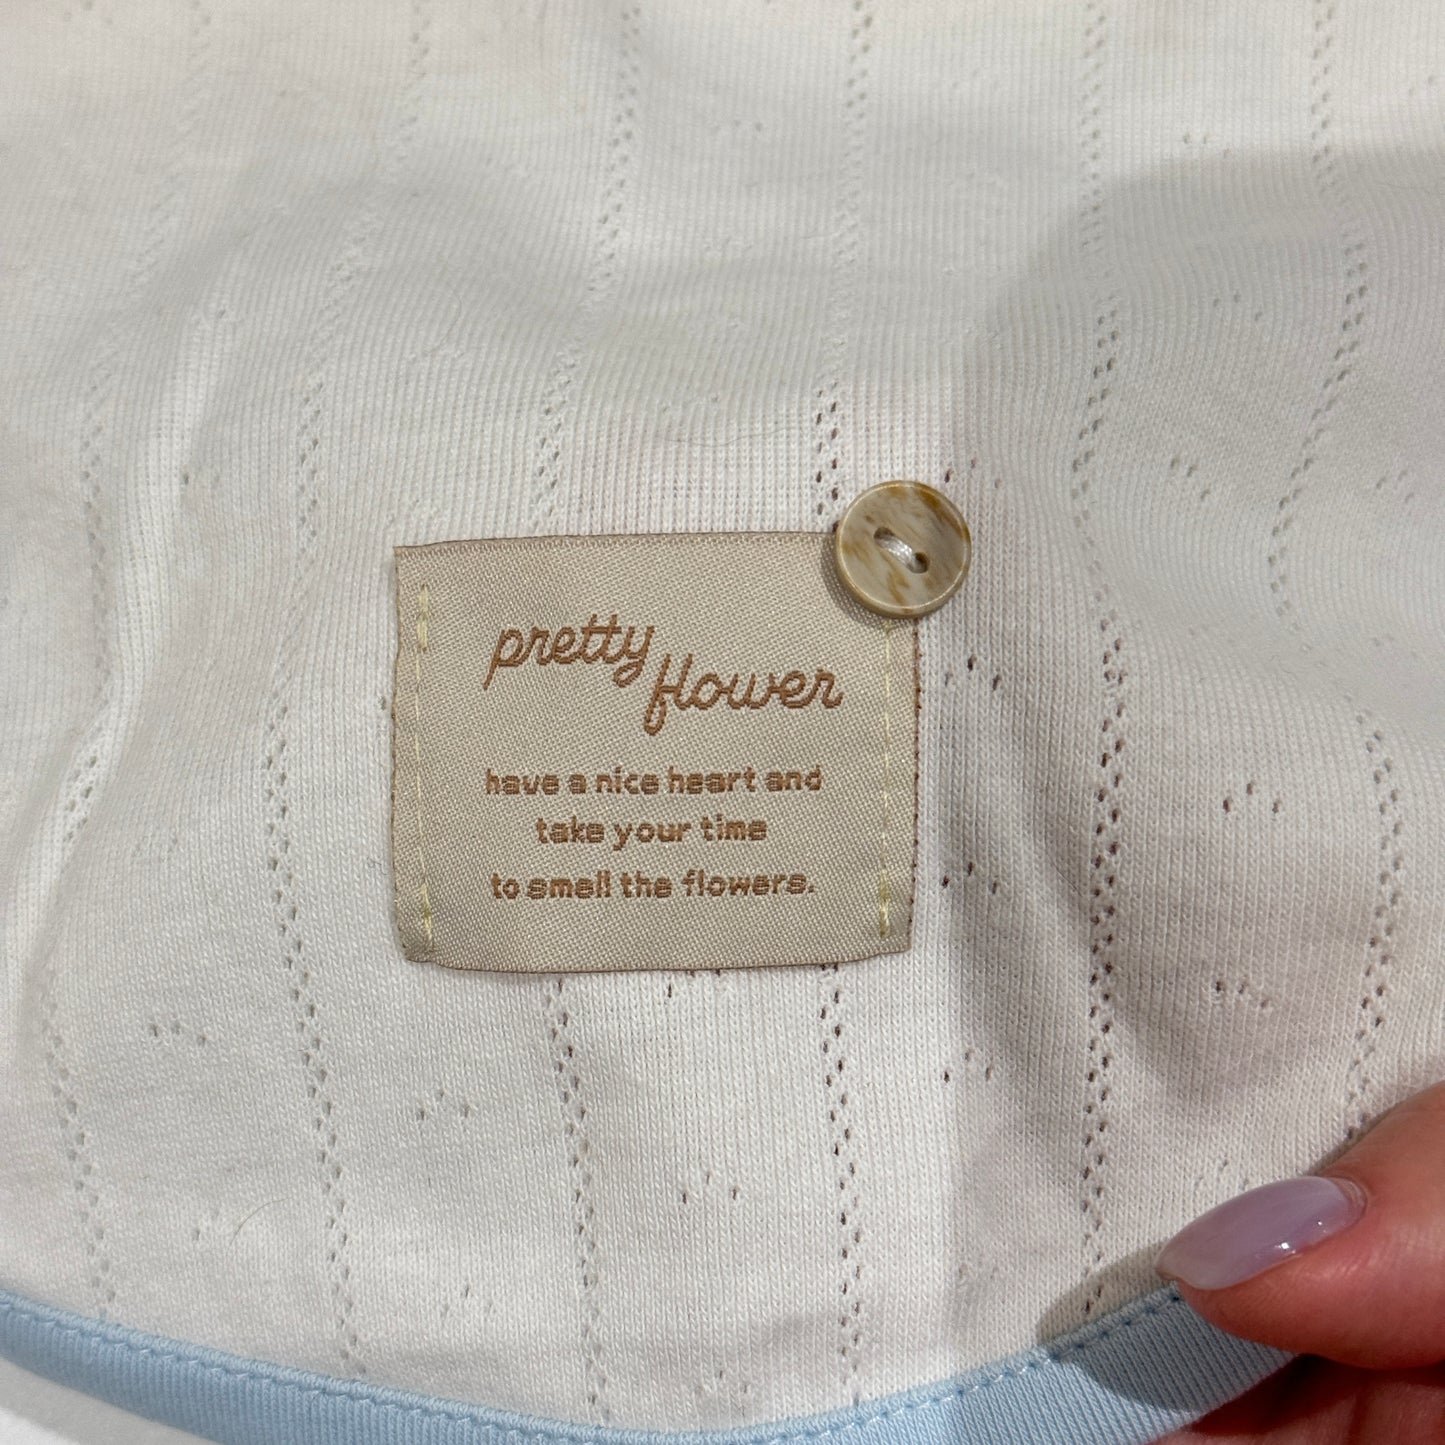 pretty
flower
have a nice heart and
take your time
to smell the flowers.